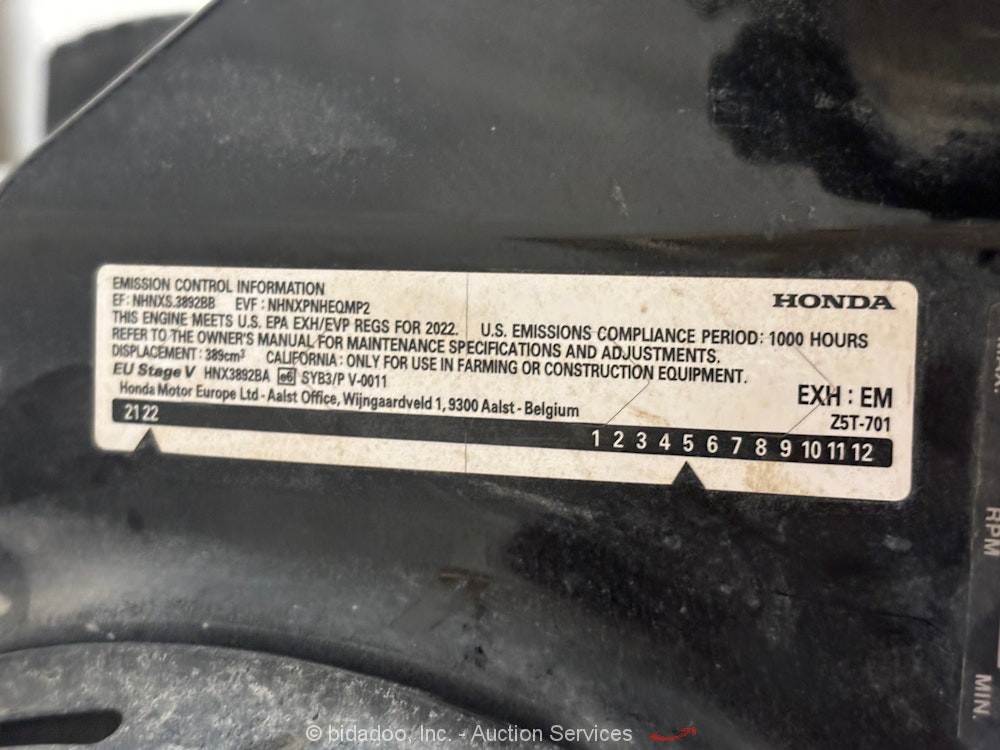 EMISSION CONTROL INFORMATION
HONDA
EF: NHNXS.3892BB EVF: NHNXPNHEQMP2
THIS ENGINE MEETS U.S. EPA EXH/EVP REGS FOR 2022. U.S. EMISSIONS COMPLIANCE PERIOD: 1000 HOURS
REFER TO THE OWNER'S MANUAL FOR MAINTENANCE SPECIFICATIONS AND ADJUSTMENTS.
DISPLACEMENT: 389cm³ CALIFORNIA: ONLY FOR USE IN FARMING OR CONSTRUCTION EQUIPMENT.
EU Stage V HNX3892BA e6 SYB3/P V-0011
EXH: EM
Honda Motor Europe Ltd - Aalst Office, Wijngaardveld 1, 9300 Aalst - Belgium
Z5T-701
21 22
1 2 3 4 5 6 7 8 9 10 11 12
RPM
MIN.
© bidadoo, Inc. - Auction Services